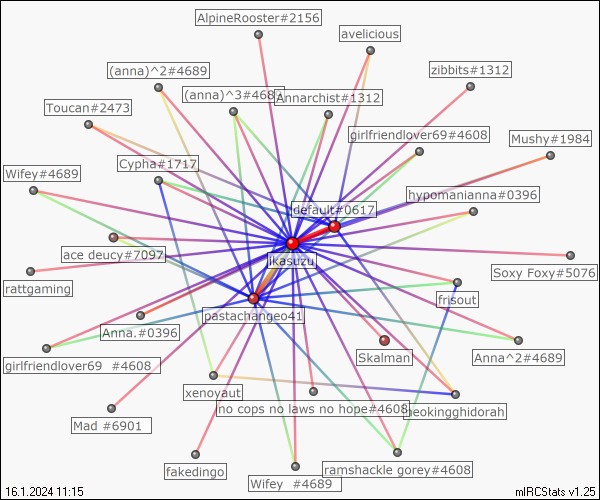 AlpineRooster#2156
avelicious
(anna)^2#4689
zibbits#1312
(anna)^3#468
Annarchist#1312
Toucan#2473
girlfriendlover69#4608
Mushy#1984
Cypha#1717
Wifey#4689
hypomanianna#0396
default#0617
ace deucy#7097
ikasuzu
Soxy Foxy#5076
rattgaming
frisout
pastachangeo41
Anna.#0396
Skalman
Anna^2#4689
girlfriendlover69 #4608
xenoyaut
no cops no laws no hope#4608
neokingghidorah
Mad #6901
fakedingo
ramshackle gorey#4608
Wifey #4689
16.1.2024 11:15
mIRCStats v1.25